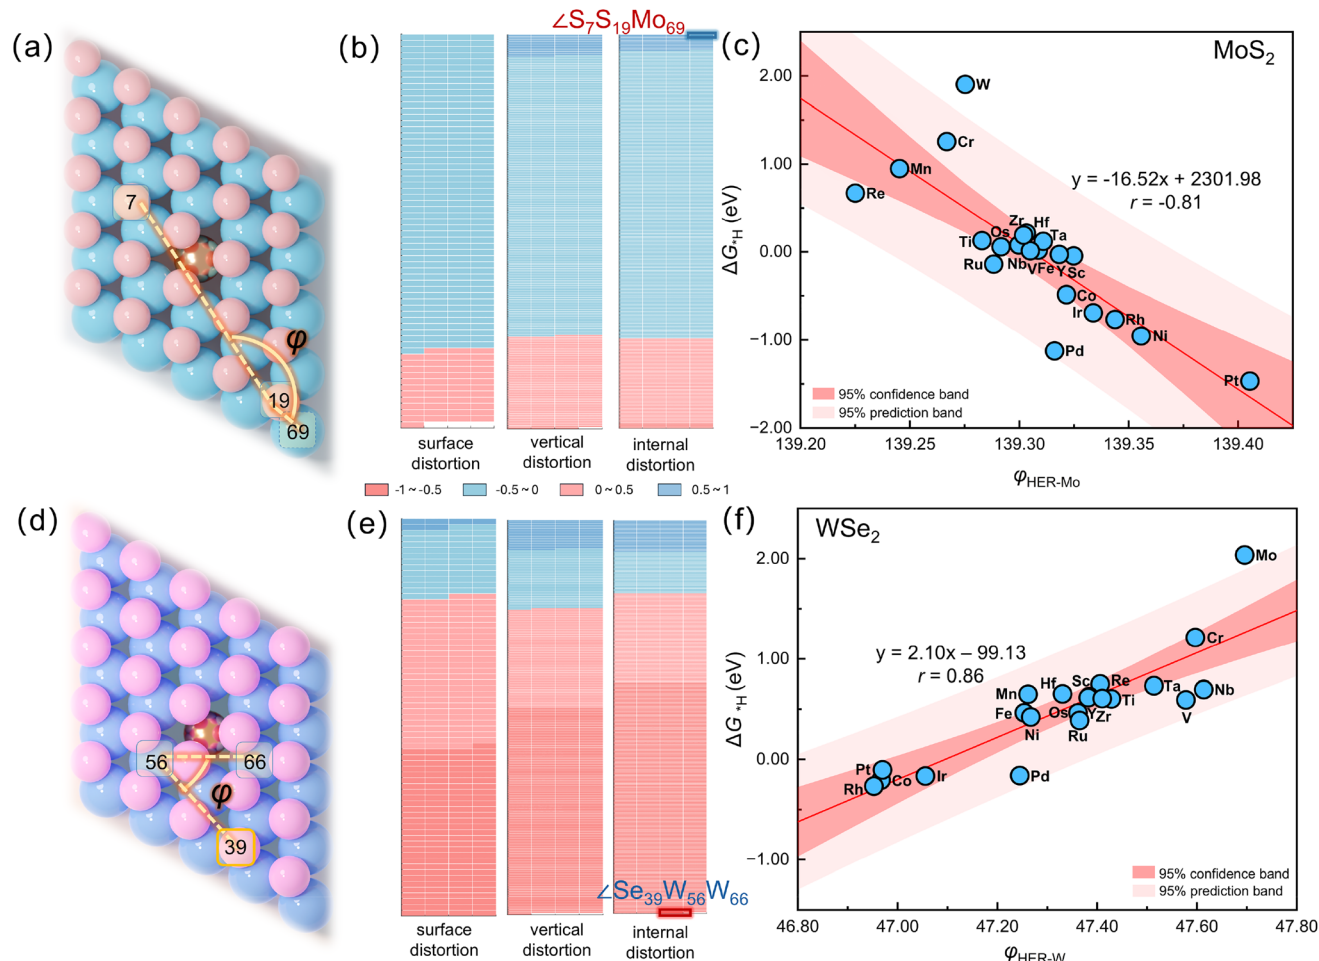 (a)
7
φ
19
69
(b)
∠S₇S₁₉Mo₆₉
surface distortion
vertical distortion
internal distortion
-1~-0.5
-0.5~0
0~0.5
0.5~1
(c)
MoS₂
ΔG*H (eV)
2.00
1.00
0.00
−1.00
−2.00
W
Cr
Mn
Re
y = -16.52x + 2301.98
r = -0.81
Zr
Hf
Os
Ta
Ti
Ru
Nb
V
Fe
Y
Sc
Co
Ir
Rh
Ni
Pd
Pt
95% confidence band
95% prediction band
139.20
139.25
139.30
139.35
139.40
φHER-Mo
(d)
56
66
φ
39
(e)
∠Se₃₉W₅₆W₆₆
surface distortion
vertical distortion
internal distortion
(f)
WSe₂
ΔG *H (eV)
2.00
1.00
0.00
−1.00
Mo
Cr
y = 2.10x – 99.13
r = 0.86
Mn
Hf
Sc
Re
Ta
Nb
Fe
Ni
Os
Y
Zr
Ti
V
Ru
Pt
Rh
Co
Ir
Pd
95% confidence band
95% prediction band
46.80
47.00
47.20
47.40
47.60
47.80
φHER-W